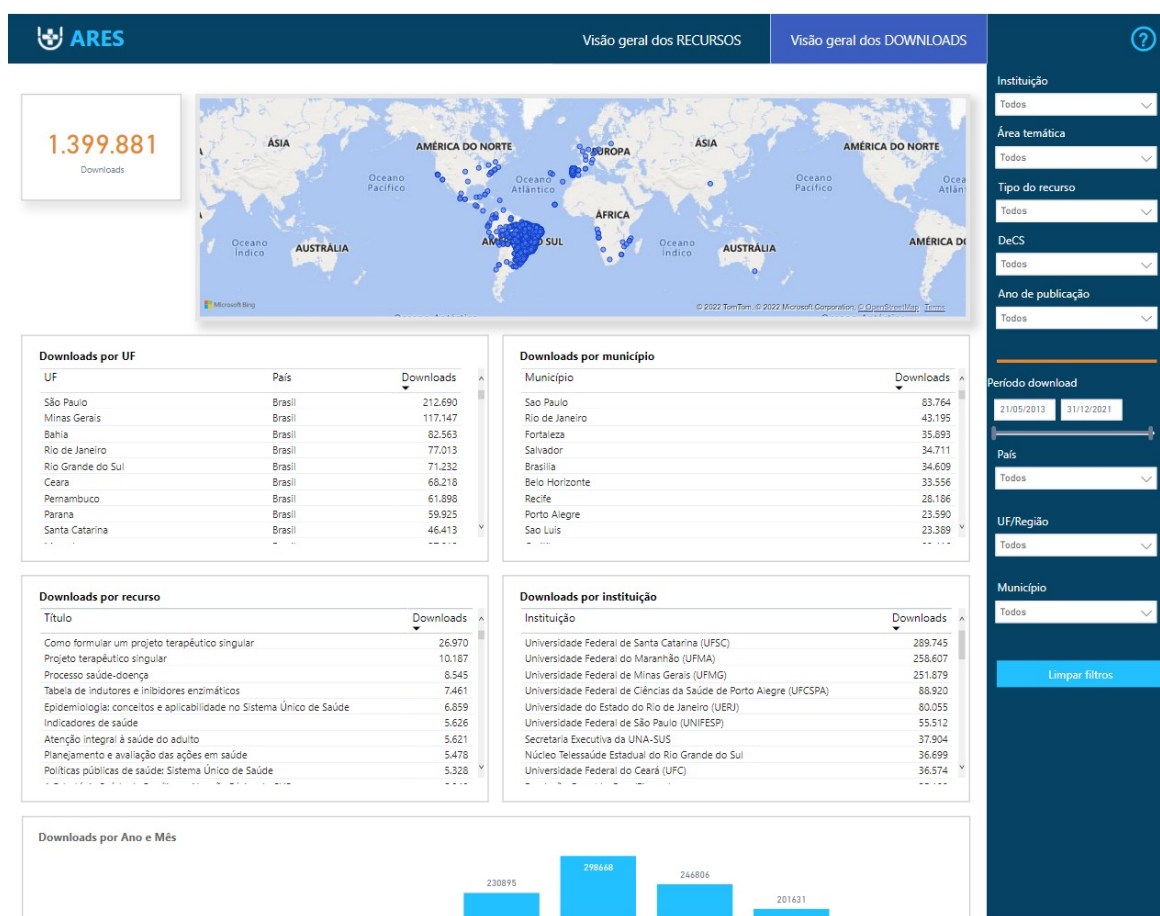 ARES
Visão geral dos RECURSOS
Visão geral dos DOWNLOADS
?
1.399.881
Downloads
ÁSIA
AMÉRICA DO NORTE
EUROPA
ÁSIA
AMÉRICA DO NORTE
Oceano
Pacífico
Oceano
Atlântico
Oceano
Pacífico
Ocea
Atlân
ÁFRICA
Oceano
Índico
AUSTRÁLIA
SUL
Oceano
Índico
AUSTRÁLIA
AMÉRICA DO
Microsoft Bing
© 2022 TomTom, © 2022 Microsoft Corporation, © OpenStreetMap Terms
Instituição
Todos
Área temática
Todos
Tipo do recurso
Todos
DeCS
Todos
Ano de publicação
Todos
Período download
21/05/2013 31/12/2021
País
Todos
UF/Região
Todos
Município
Todos
Limpar filtros
Downloads por UF
UF País Downloads
São Paulo Brasil 212.690
Minas Gerais Brasil 117.147
Bahia Brasil 82.563
Rio de Janeiro Brasil 77.013
Rio Grande do Sul Brasil 71.232
Ceara Brasil 68.218
Pernambuco Brasil 61.898
Parana Brasil 59.925
Santa Catarina Brasil 46.413
Downloads por município
Município Downloads
Sao Paulo 83.764
Rio de Janeiro 43.195
Fortaleza 35.893
Salvador 34.711
Brasilia 34.609
Belo Horizonte 33.556
Recife 28.186
Porto Alegre 23.590
Sao Luis 23.389
Downloads por recurso
Título Downloads
Como formular um projeto terapêutico singular 26.970
Projeto terapêutico singular 10.187
Processo saúde-doença 8.545
Tabela de indutores e inibidores enzimáticos 7.461
Epidemiologia: conceitos e aplicabilidade no Sistema Único de Saúde 6.859
Indicadores de saúde 5.626
Atenção integral à saúde do adulto 5.621
Planejamento e avaliação das ações em saúde 5.478
Políticas públicas de saúde: Sistema Único de Saúde 5.328
Downloads por instituição
Instituição Downloads
Universidade Federal de Santa Catarina (UFSC) 289.745
Universidade Federal do Maranhão (UFMA) 258.607
Universidade Federal de Minas Gerais (UFMG) 251.879
Universidade Federal de Ciências da Saúde de Porto Alegre (UFCSPA) 88.920
Universidade do Estado do Rio de Janeiro (UERJ) 80.055
Universidade Federal de São Paulo (UNIFESP) 55.512
Secretaria Executiva da UNA-SUS 37.904
Núcleo Telessaúde Estadual do Rio Grande do Sul 36.699
Universidade Federal do Ceará (UFC) 36.574
Downloads por Ano e Mês
230895
298668
246806
201631